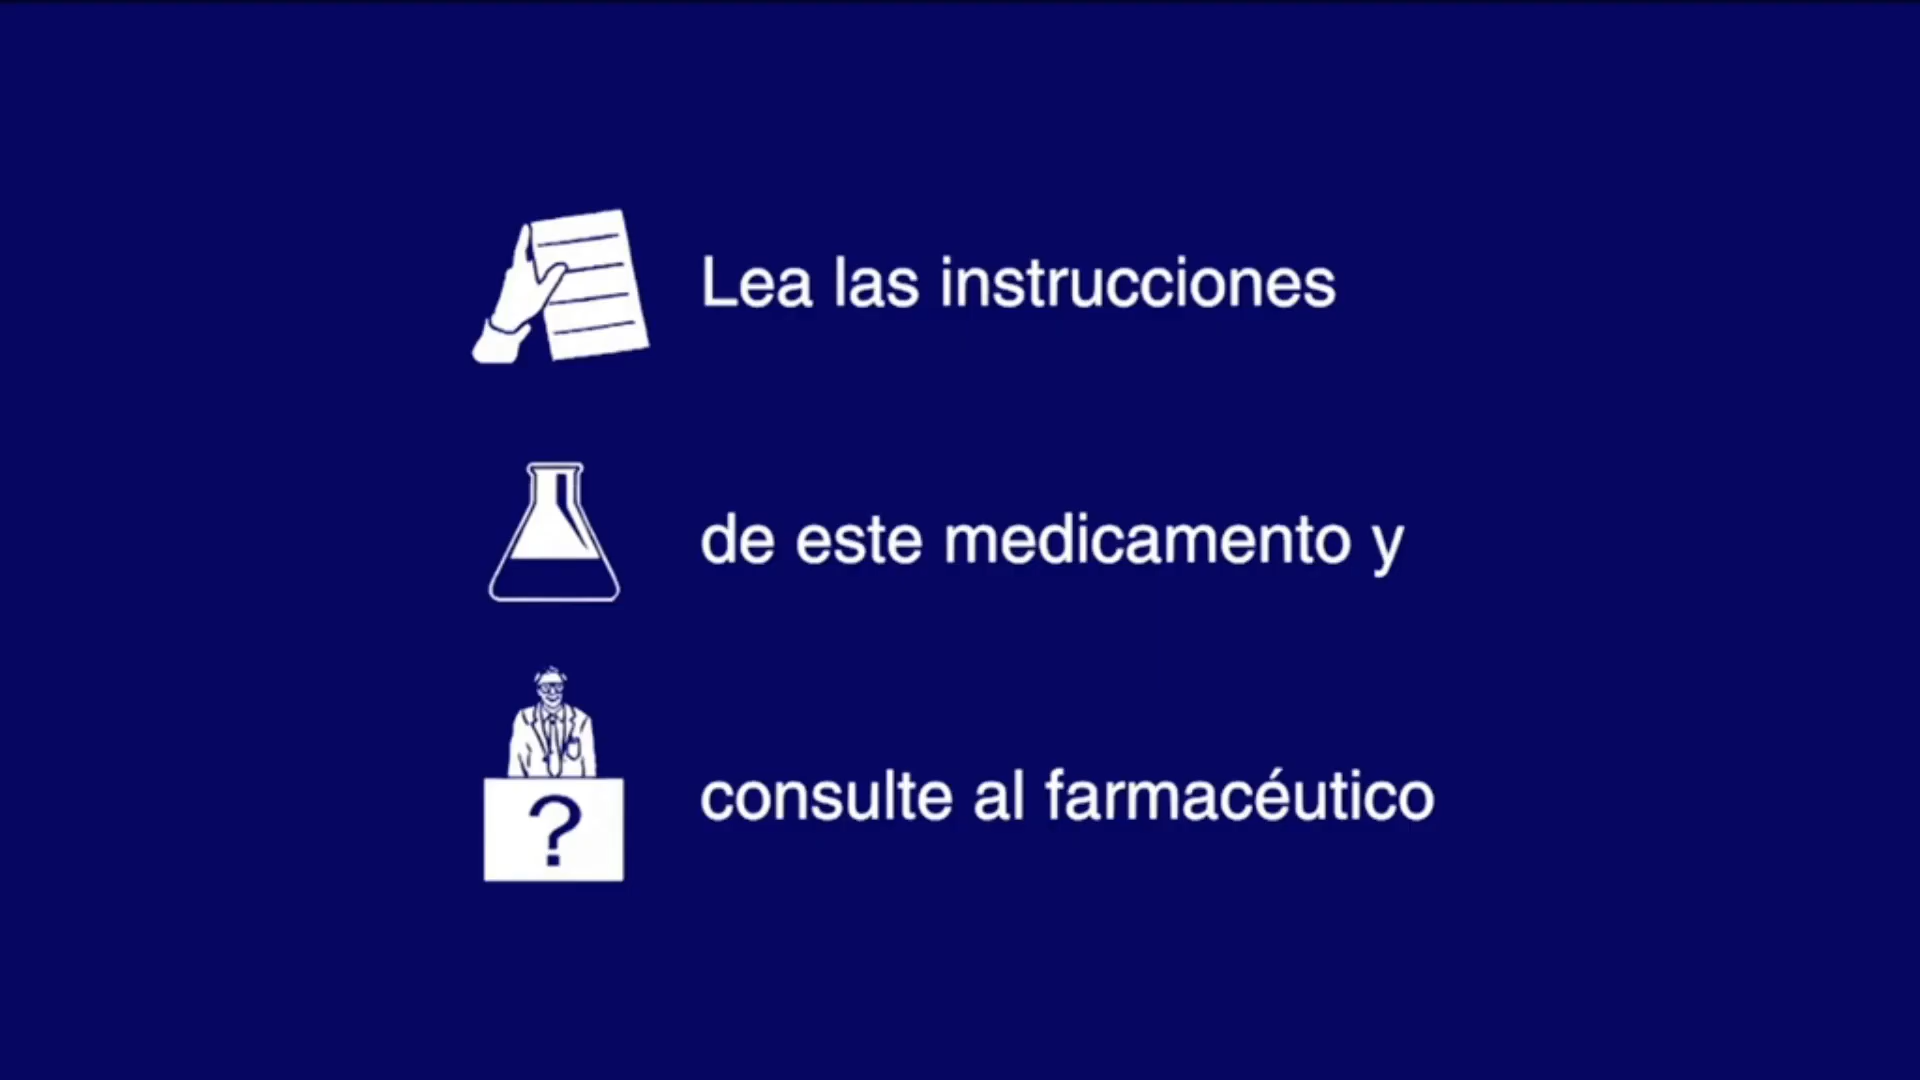 Lea las instrucciones
de este medicamento y
consulte al farmacéutico
?